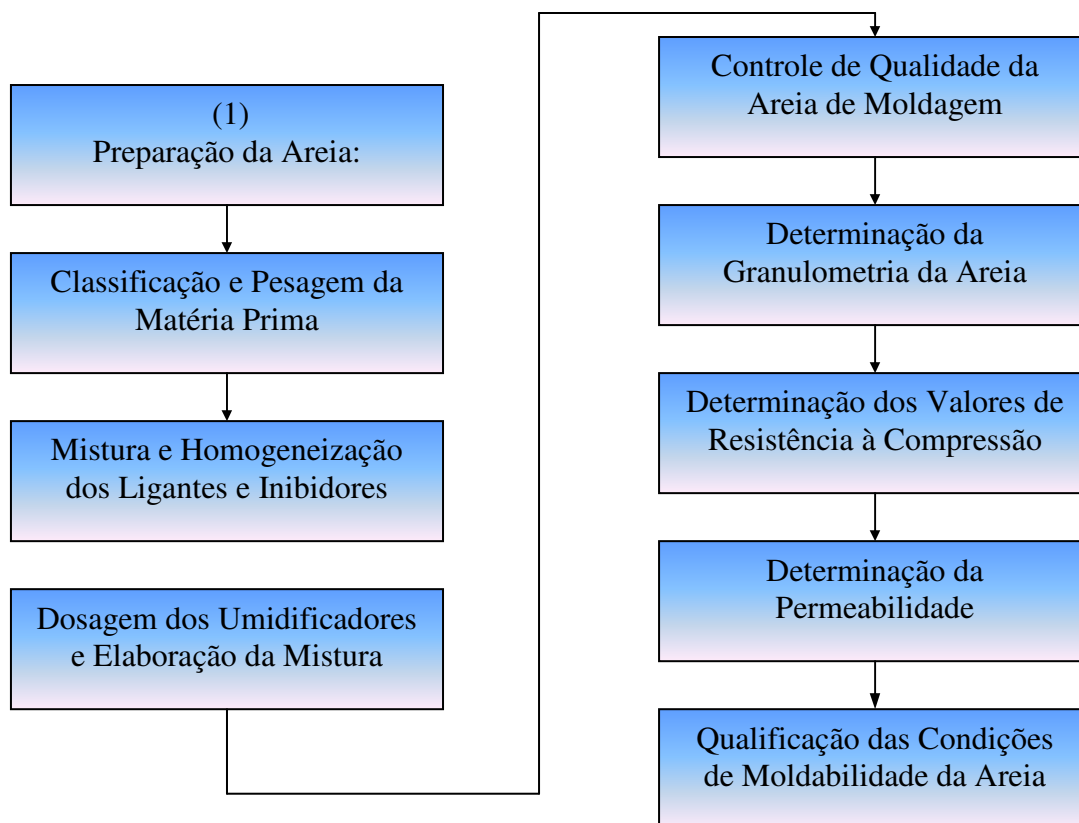 (1)
Preparação da Areia:
Classificação e Pesagem da
Matéria Prima
Mistura e Homogeneização
dos Ligantes e Inibidores
Dosagem dos Umidificadores
e Elaboração da Mistura
Controle de Qualidade da
Areia de Moldagem
Determinação da
Granulometria da Areia
Determinação dos Valores de
Resistência à Compressão
Determinação da
Permeabilidade
Qualificação das Condições
de Moldabilidade da Areia